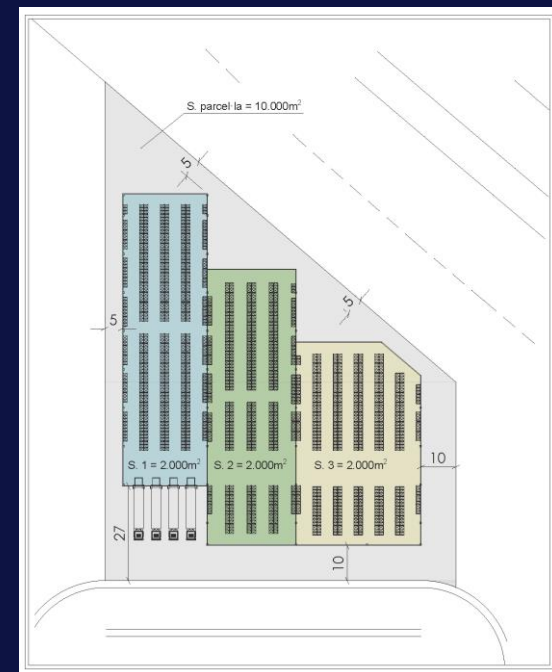 S. parcel·la = 10.000m²
5
5
5
S. 1 = 2.000m²
S. 2 = 2.000m²
S. 3 = 2.000m²
10
27
10